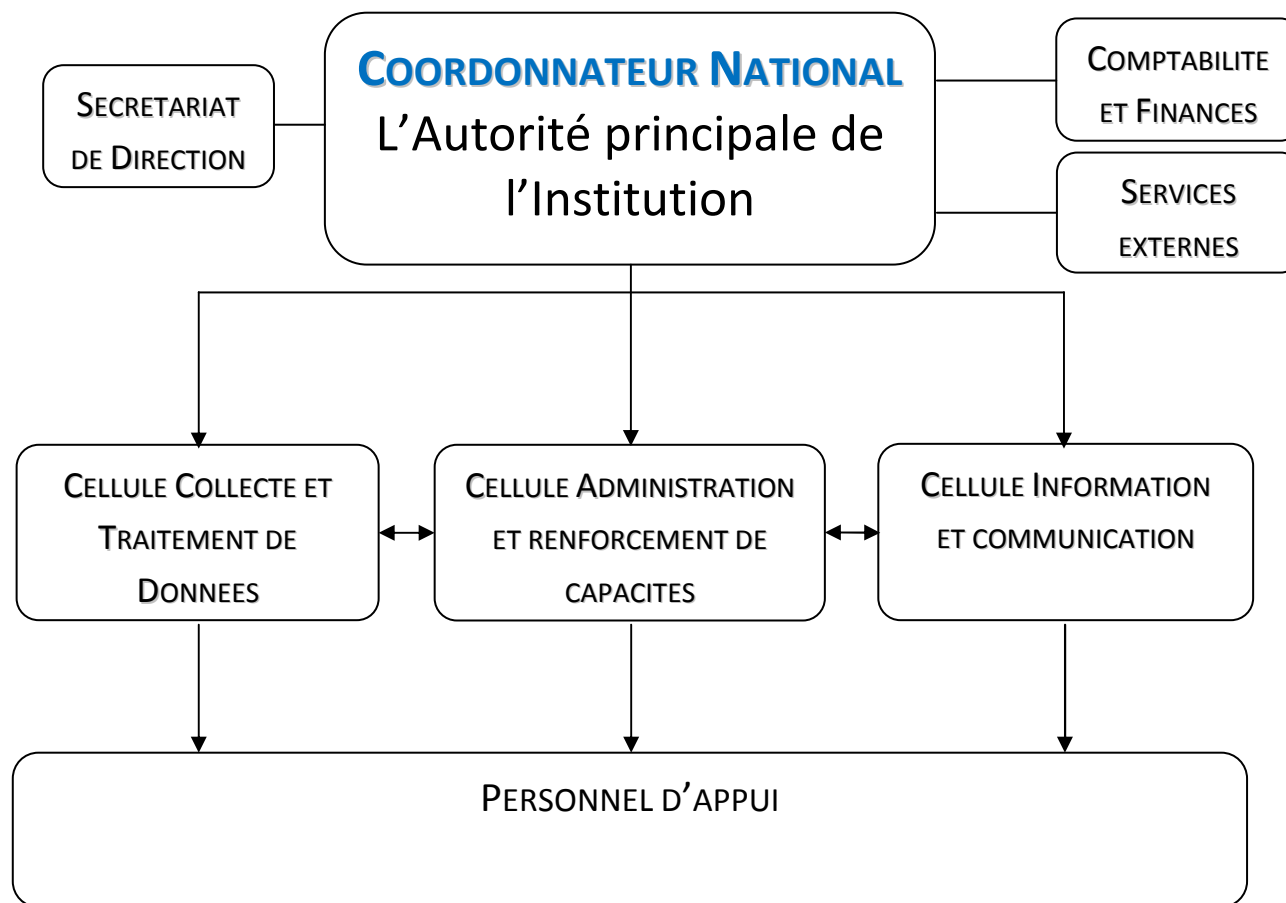 COORDONNATEUR NATIONAL
L'Autorité principale de
l'Institution
SECRETARIAT
DE DIRECTION
COMPTABILITE
ET FINANCES
SERVICES
EXTERNES
CELLULE COLLECTE ET
TRAITEMENT DE
DONNEES
CELLULE ADMINISTRATION
ET RENFORCEMENT DE
CAPACITES
CELLULE INFORMATION
ET COMMUNICATION
PERSONNEL D'APPUI